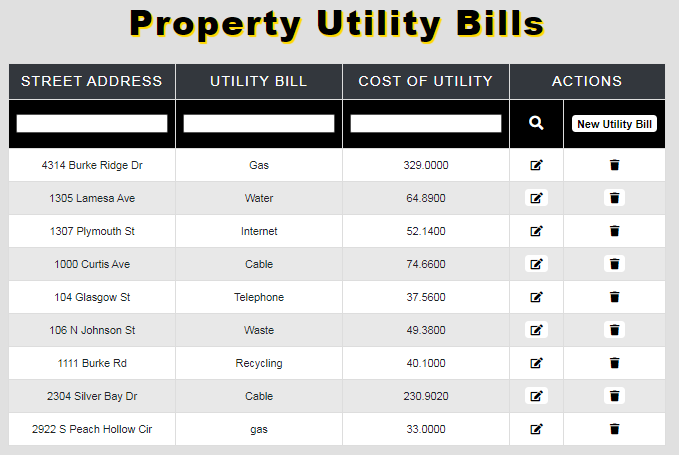 Property Utility Bills
STREET ADDRESS UTILITY BILL COST OF UTILITY ACTIONS
New Utility Bill
4314 Burke Ridge Dr Gas 329.0000
1305 Lamesa Ave Water 64.8900
1307 Plymouth St Internet 52.1400
1000 Curtis Ave Cable 74.6600
104 Glasgow St Telephone 37.5600
106 N Johnson St Waste 49.3800
1111 Burke Rd Recycling 40.1000
2304 Silver Bay Dr Cable 230.9020
2922 S Peach Hollow Cir gas 33.0000